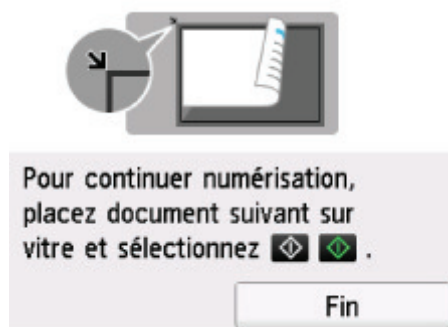 Pour continuer numérisation,
placez document suivant sur
vitre et sélectionnez .
Fin